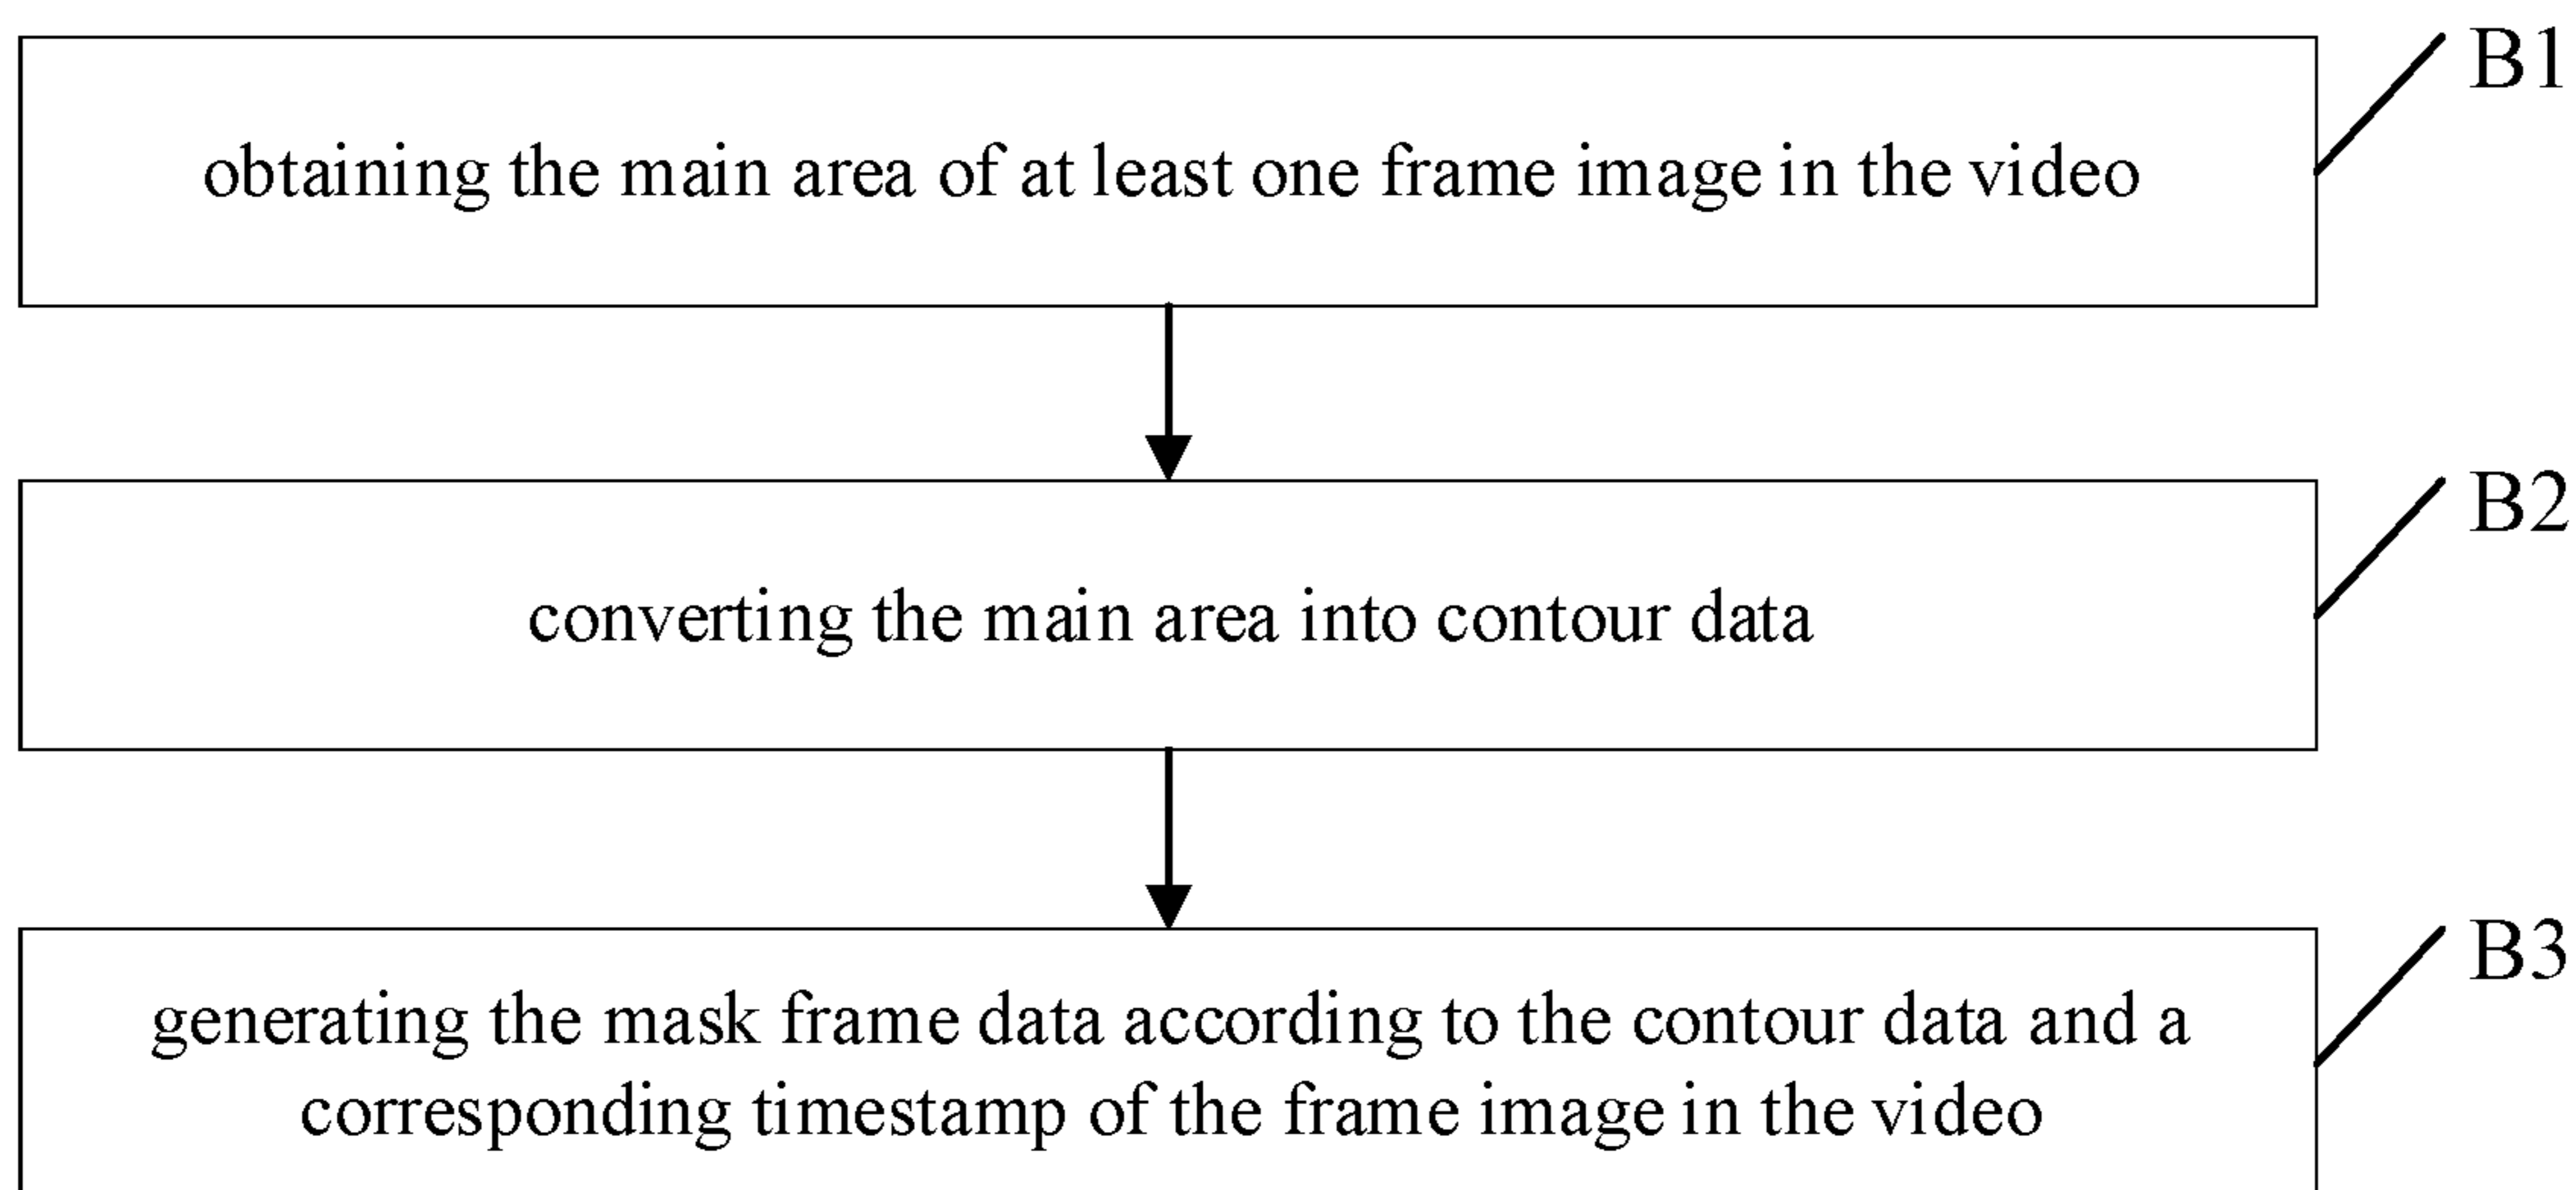 B1
obtaining the main area of at least one frame image in the video
B2
converting the main area into contour data
B3
generating the mask frame data according to the contour data and a
corresponding timestamp of the frame image in the video